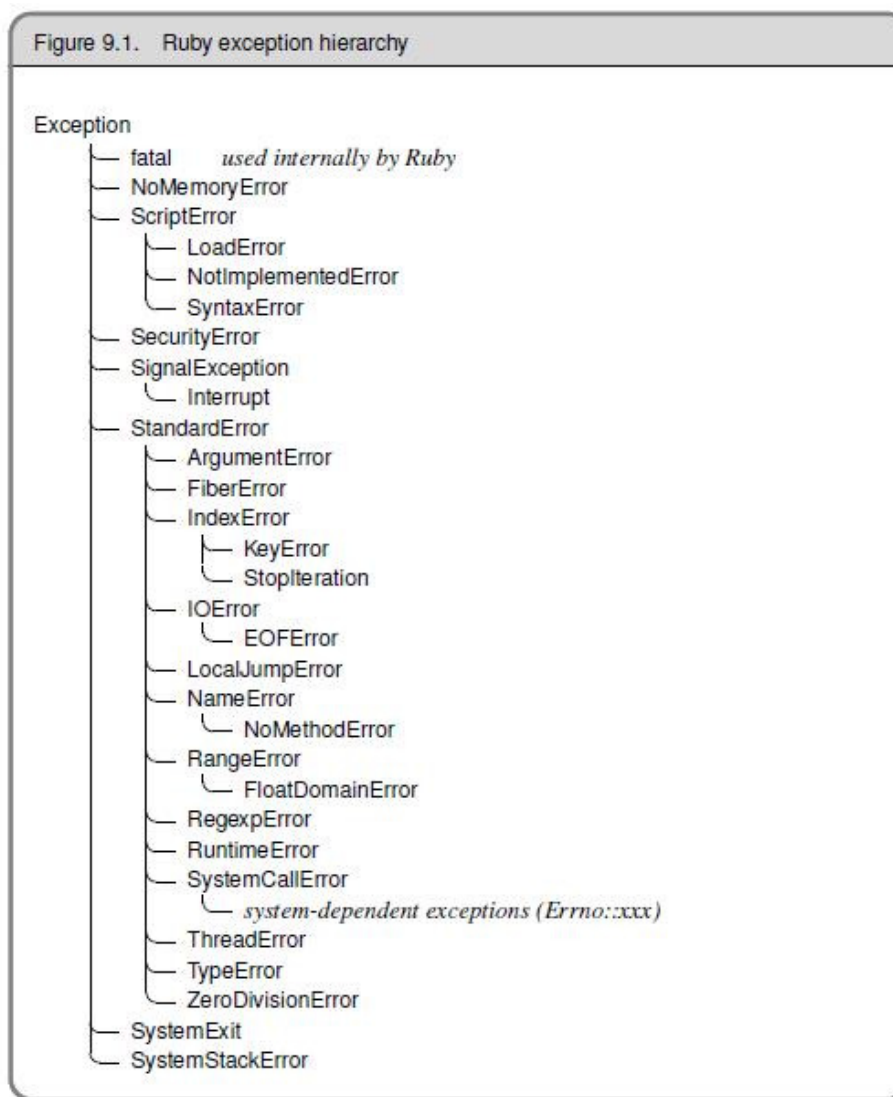 Figure 9.1. Ruby exception hierarchy
Exception
fatal used internally by Ruby
NoMemoryError
ScriptError
LoadError
NotImplementedError
SyntaxError
SecurityError
SignalException
Interrupt
StandardError
ArgumentError
FiberError
IndexError
KeyError
StopIteration
IOError
EOFError
LocalJumpError
NameError
NoMethodError
RangeError
FloatDomainError
RegexpError
RuntimeError
SystemCallError
system-dependent exceptions (Errno::xxx)
ThreadError
TypeError
ZeroDivisionError
SystemExit
SystemStackError